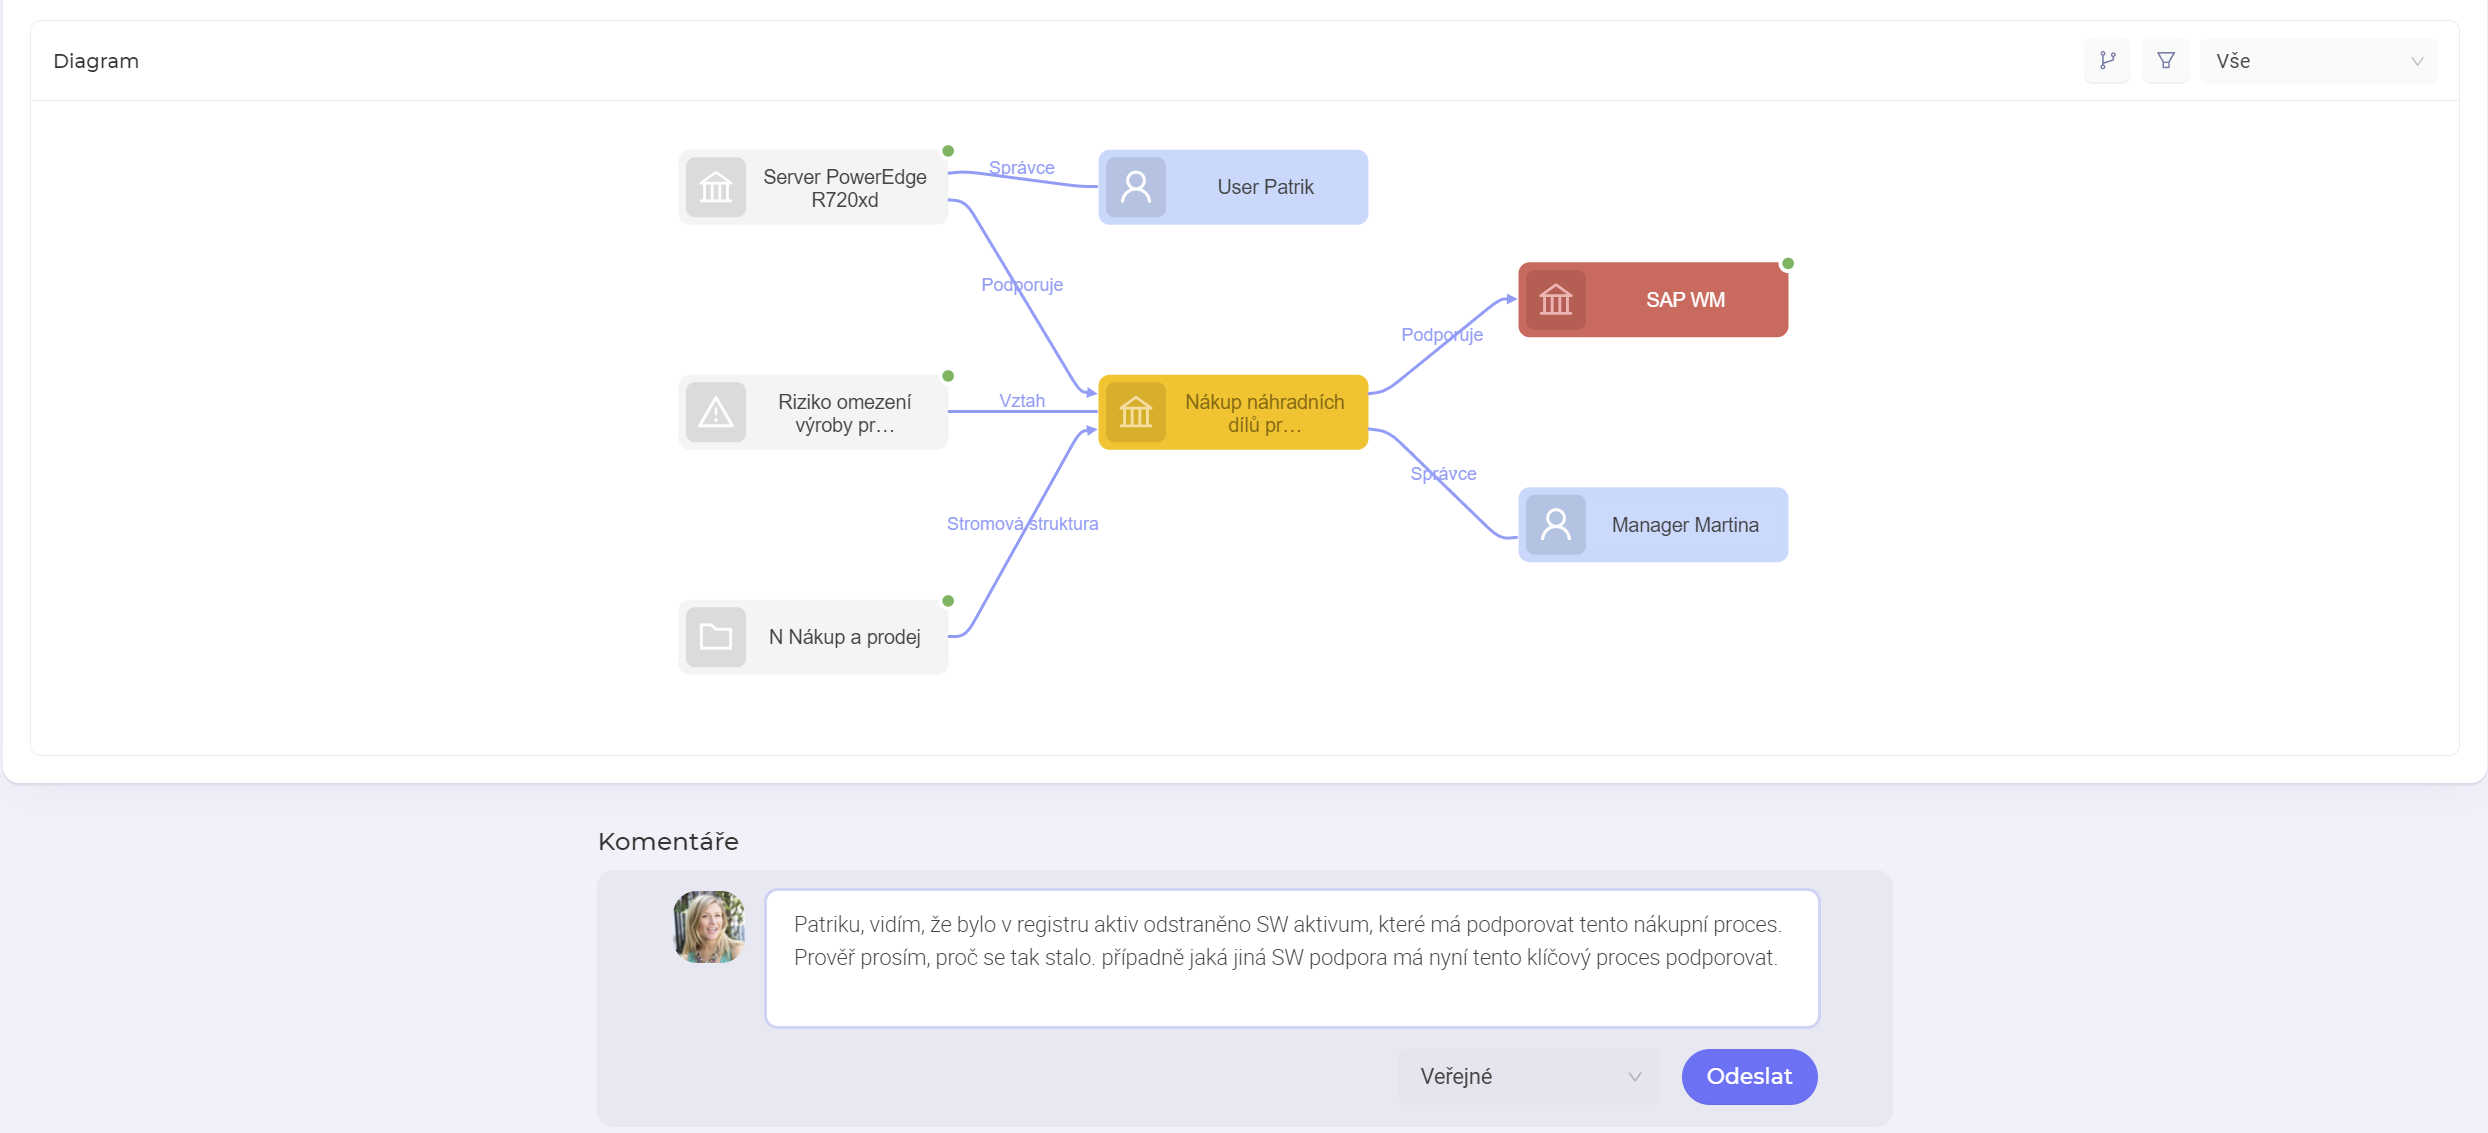 Diagram
Vše
Server PowerEdge
R720xd
Správce
User Patrik
Podporuje
SAP WM
Podporuje
Riziko omezení
výroby pr...
Vztah
Nákup náhradních
dílů pr...
Správce
Stromová struktura
Manager Martina
N Nákup a prodej
Komentáře
Patriku, vidím, že bylo v registru aktiv odstraněno SW aktivum, které má podporovat tento nákupní proces.
Prověř prosím, proč se tak stalo. případně jaká jiná SW podpora má nyní tento klíčový proces podporovat.
Veřejné
Odeslat